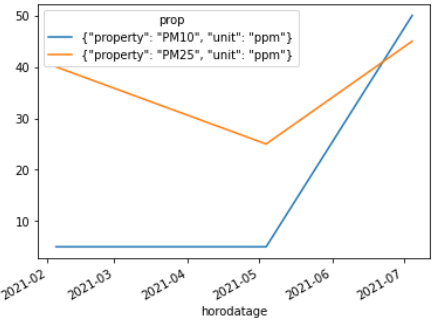 50
40
30
20
10
prop
{"property": "PM10", "unit": "ppm"}
{"property": "PM25", "unit": "ppm"}
2021-02
2021-03
2021-04
2021-05
2021-06
2021-07
horodatage